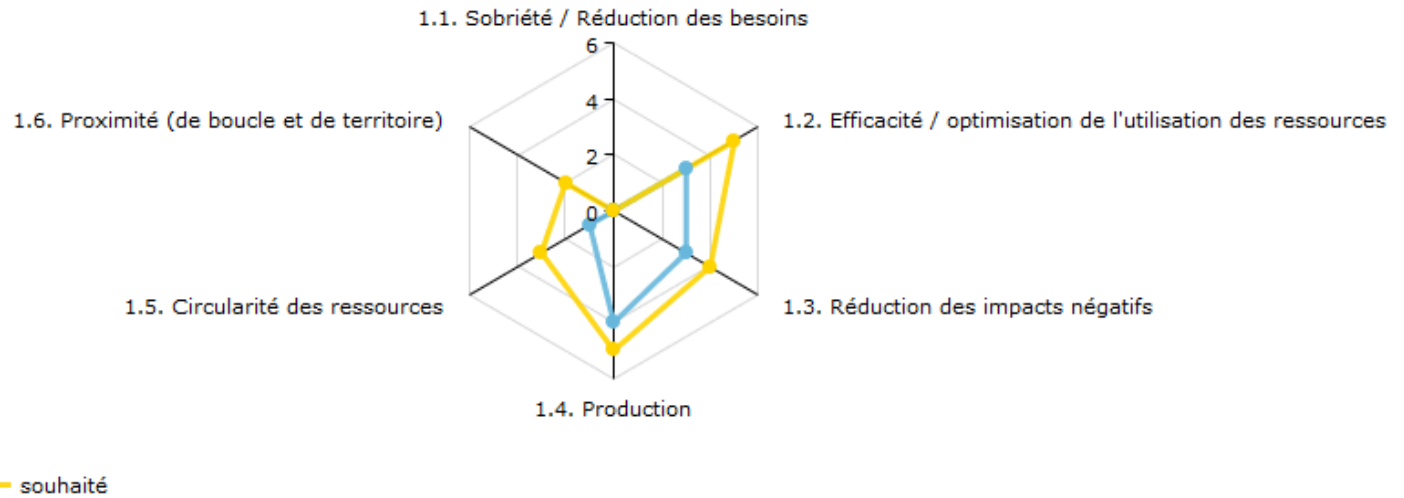 1.1. Sobriété / Réduction des besoins
6
1.6. Proximité (de boucle et de territoire)
4
1.2. Efficacité / optimisation de l'utilisation des ressources
2
0
1.5. Circularité des ressources
1.3. Réduction des impacts négatifs
1.4. Production
souhaité